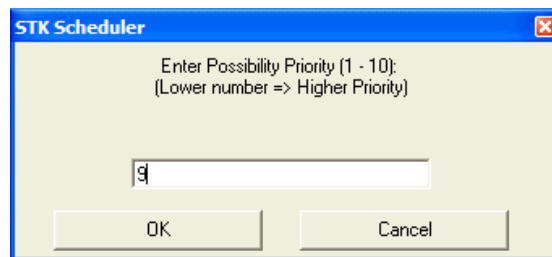 STK Scheduler
Enter Possibility Priority (1 - 10):
(Lower number => Higher Priority)
9
OK
Cancel